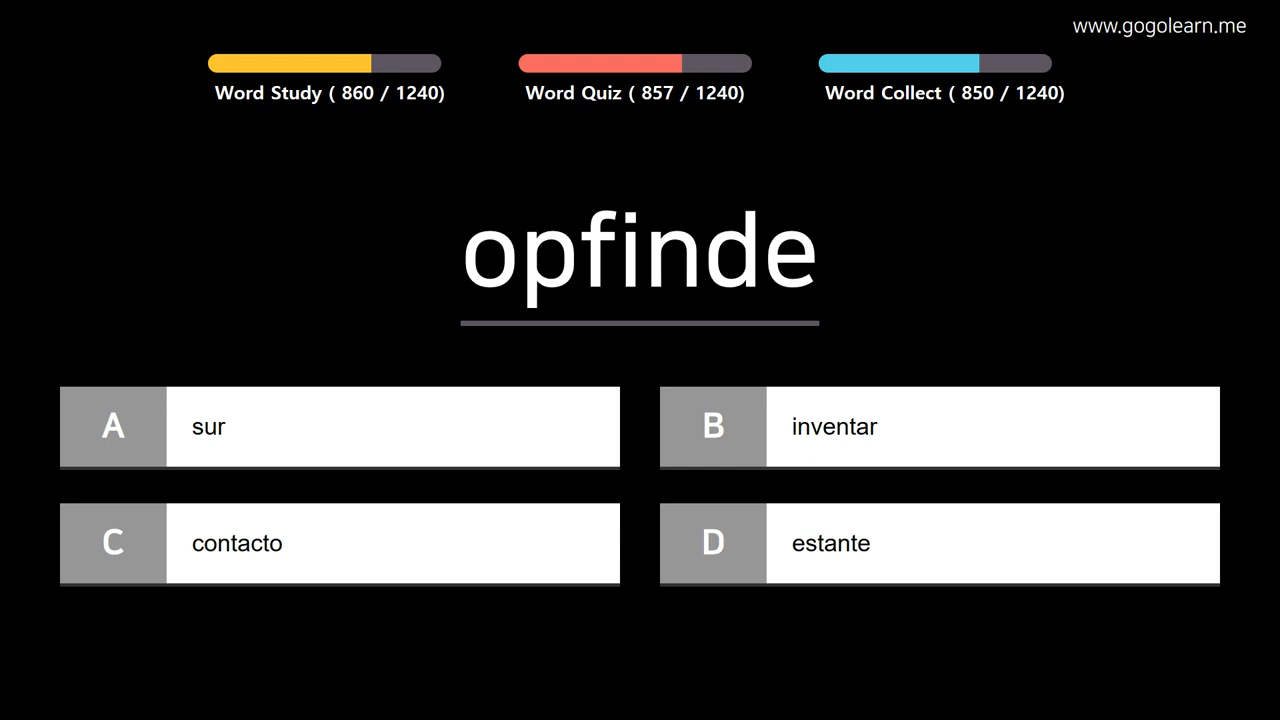 www.gogolearn.me
Word Study ( 860 / 1240)
Word Quiz ( 857 / 1240)
Word Collect ( 850 / 1240)
opfinde
A sur
B inventar
C contacto
D estante